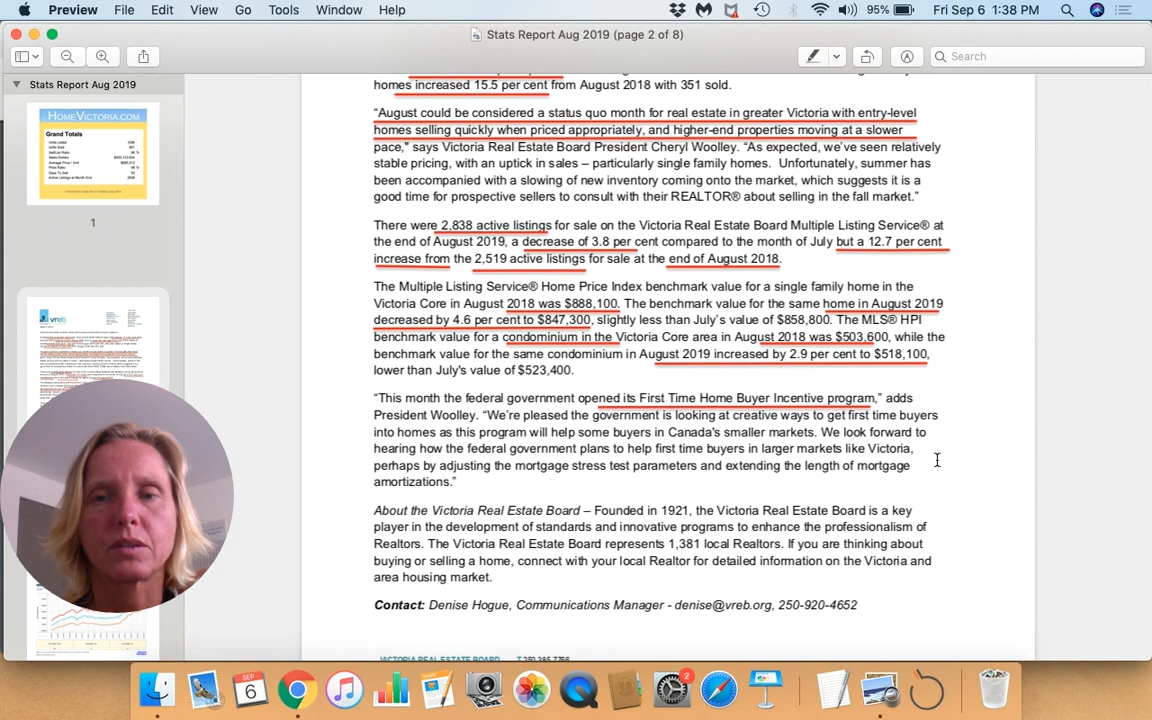 Preview File Edit View Go Tools Window Help 95% Fri Sep 6 1:38 PM
Stats Report Aug 2019 (page 2 of 8)
Search
Stats Report Aug 2019
HOMEVICTORIA.COM
Grand Totals
1
vreb
homes increased 15.5 per cent from August 2018 with 351 sold.
“August could be considered a status quo month for real estate in greater Victoria with entry-level
homes selling quickly when priced appropriately, and higher-end properties moving at a slower
pace,” says Victoria Real Estate Board President Cheryl Woolley. “As expected, we’ve seen relatively
stable pricing, with an uptick in sales – particularly single family homes. Unfortunately, summer has
been accompanied with a slowing of new inventory coming onto the market, which suggests it is a
good time for prospective sellers to consult with their REALTOR® about selling in the fall market.”
There were 2,838 active listings for sale on the Victoria Real Estate Board Multiple Listing Service® at
the end of August 2019, a decrease of 3.8 per cent compared to the month of July but a 12.7 per cent
increase from the 2,519 active listings for sale at the end of August 2018.
The Multiple Listing Service® Home Price Index benchmark value for a single family home in the
Victoria Core in August 2018 was $888,100. The benchmark value for the same home in August 2019
decreased by 4.6 per cent to $847,300, slightly less than July’s value of $858,800. The MLS® HPI
benchmark value for a condominium in the Victoria Core area in August 2018 was $503,600, while the
benchmark value for the same condominium in August 2019 increased by 2.9 per cent to $518,100,
lower than July's value of $523,400.
“This month the federal government opened its First Time Home Buyer Incentive program,” adds
President Woolley. “We’re pleased the government is looking at creative ways to get first time buyers
into homes as this program will help some buyers in Canada's smaller markets. We look forward to
hearing how the federal government plans to help first time buyers in larger markets like Victoria,
perhaps by adjusting the mortgage stress test parameters and extending the length of mortgage
amortizations.”
About the Victoria Real Estate Board – Founded in 1921, the Victoria Real Estate Board is a key
player in the development of standards and innovative programs to enhance the professionalism of
Realtors. The Victoria Real Estate Board represents 1,381 local Realtors. If you are thinking about
buying or selling a home, connect with your local Realtor for detailed information on the Victoria and
area housing market.
Contact: Denise Hogue, Communications Manager - denise@vreb.org, 250-920-4652
VICTORIA REAL ESTATE BOARD T 250.385.7766
SEP
6
2